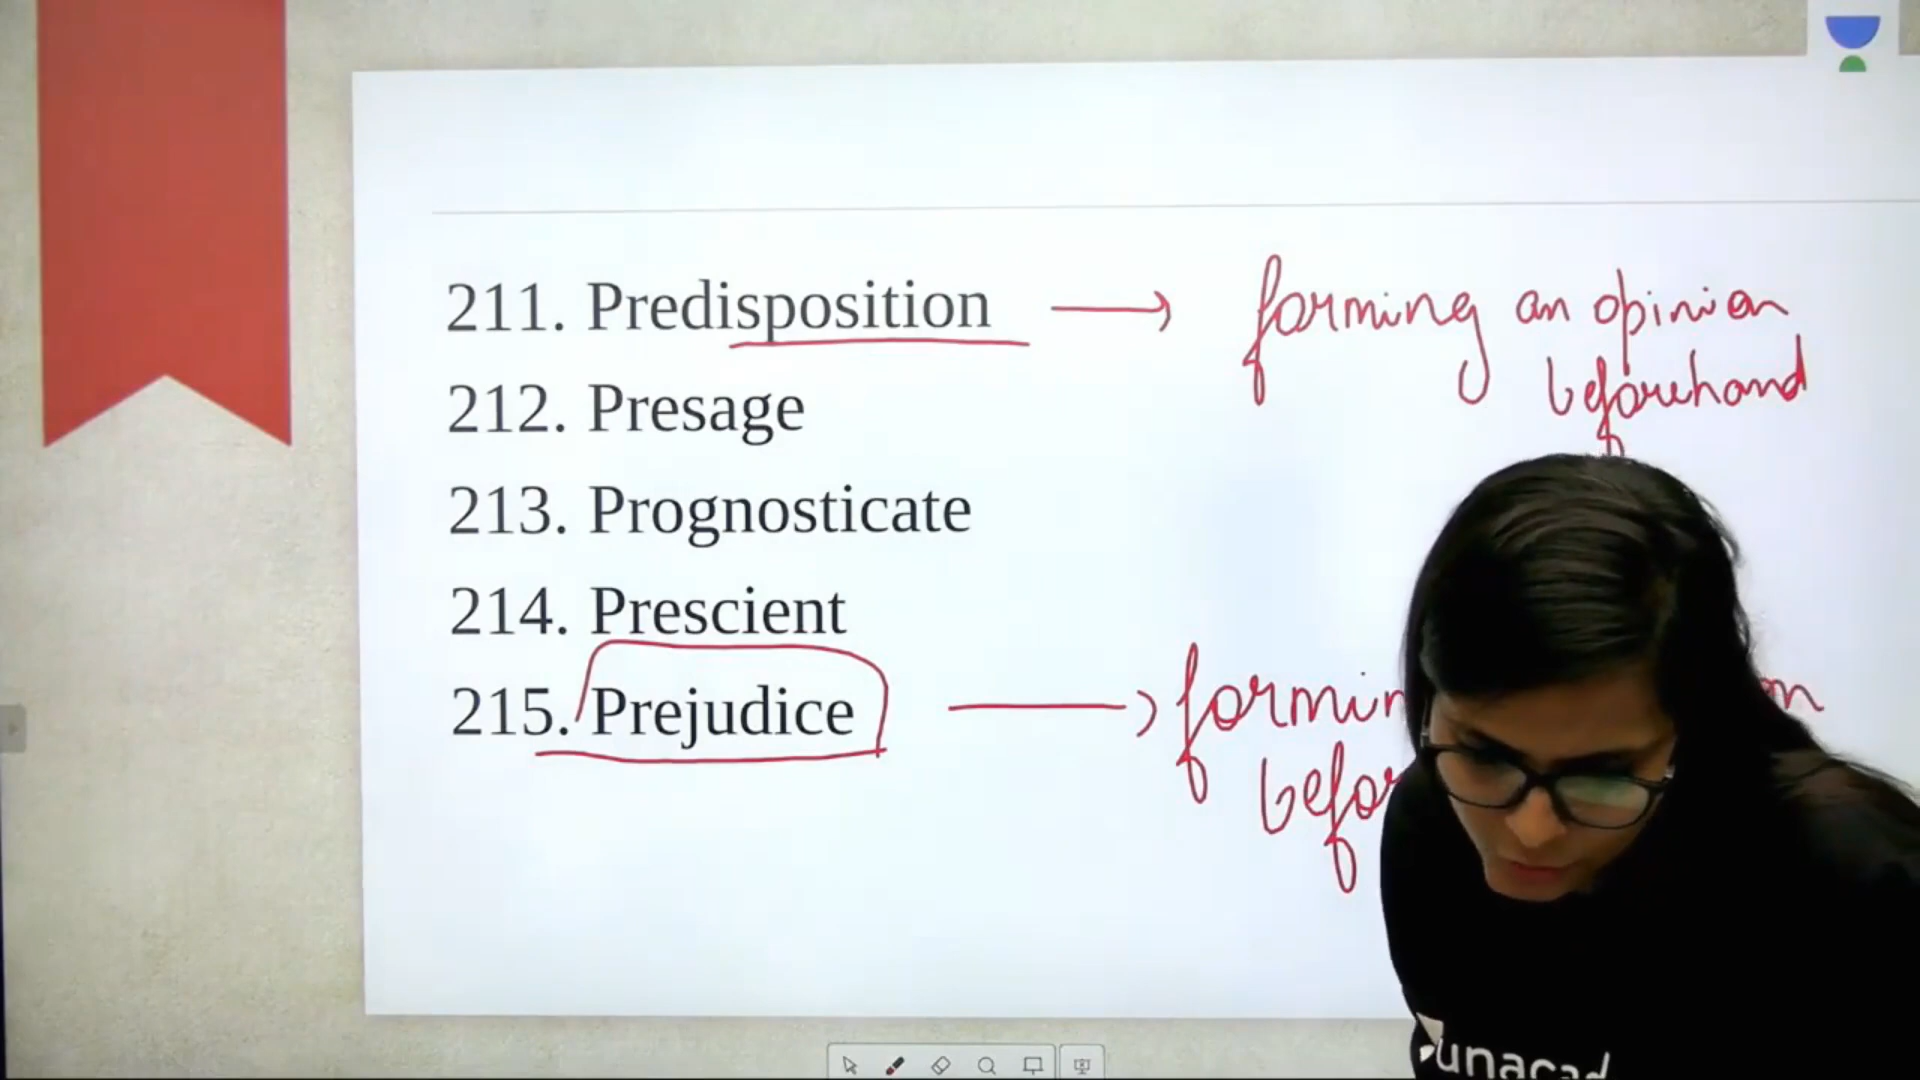 211. Predisposition → forming an opinion
beforehand
212. Presage
213. Prognosticate
214. Prescient
215. Prejudice →
unacad